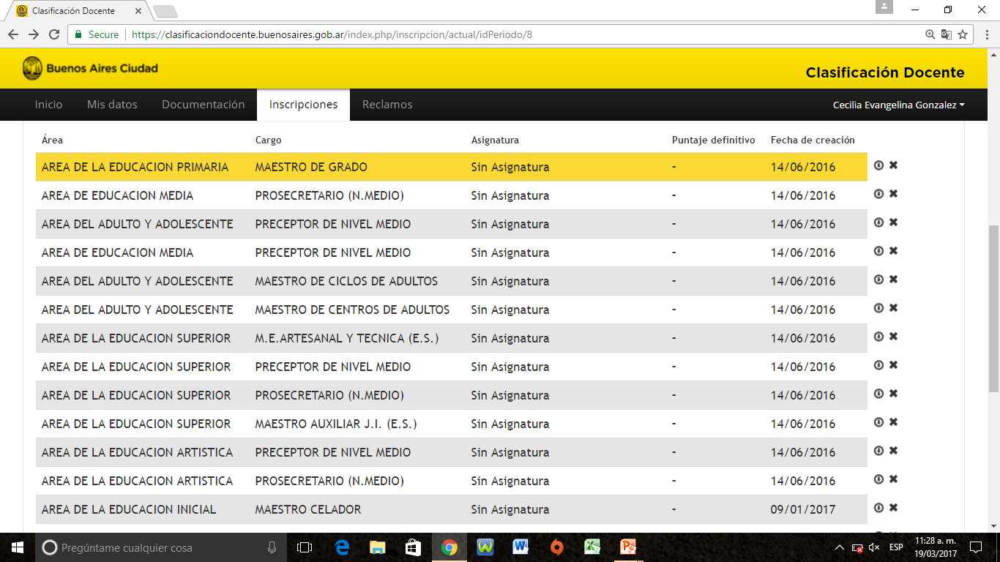 Clasificación Docente
Secure https://clasificaciondocente.buenosaires.gob.ar/index.php/inscripcion/actual/idPeriodo/8
Buenos Aires Ciudad
Clasificación Docente
Inicio Mis datos Documentación Inscripciones Reclamos Cecilia Evangelina Gonzalez
Área Cargo Asignatura Puntaje definitivo Fecha de creación
AREA DE LA EDUCACION PRIMARIA MAESTRO DE GRADO Sin Asignatura - 14/06/2016
AREA DE EDUCACION MEDIA PROSECRETARIO (N.MEDIO) Sin Asignatura - 14/06/2016
AREA DEL ADULTO Y ADOLESCENTE PRECEPTOR DE NIVEL MEDIO Sin Asignatura - 14/06/2016
AREA DE EDUCACION MEDIA PRECEPTOR DE NIVEL MEDIO Sin Asignatura - 14/06/2016
AREA DEL ADULTO Y ADOLESCENTE MAESTRO DE CICLOS DE ADULTOS Sin Asignatura - 14/06/2016
AREA DEL ADULTO Y ADOLESCENTE MAESTRO DE CENTROS DE ADULTOS Sin Asignatura - 14/06/2016
AREA DE LA EDUCACION SUPERIOR M.E.ARTESANAL Y TECNICA (E.S.) Sin Asignatura - 14/06/2016
AREA DE LA EDUCACION SUPERIOR PRECEPTOR DE NIVEL MEDIO Sin Asignatura - 14/06/2016
AREA DE LA EDUCACION SUPERIOR PROSECRETARIO (N.MEDIO) Sin Asignatura - 14/06/2016
AREA DE LA EDUCACION SUPERIOR MAESTRO AUXILIAR J.I. (E.S.) Sin Asignatura - 14/06/2016
AREA DE LA EDUCACION ARTISTICA PRECEPTOR DE NIVEL MEDIO Sin Asignatura - 14/06/2016
AREA DE LA EDUCACION ARTISTICA PROSECRETARIO (N.MEDIO) Sin Asignatura - 14/06/2016
AREA DE LA EDUCACION INICIAL MAESTRO CELADOR Sin Asignatura - 09/01/2017
Pregúntame cualquier cosa
ESP
11:28 a. m.
19/03/2017